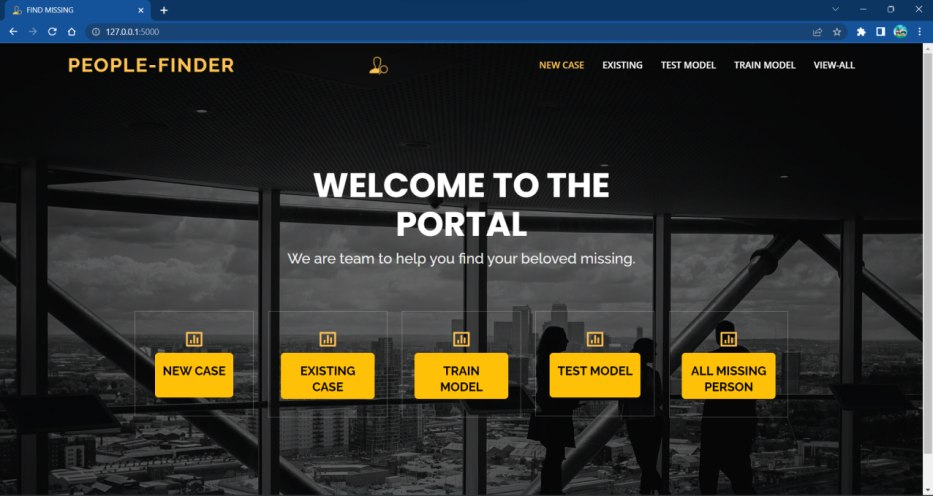 FIND MISSING
127.0.0.1:5000
PEOPLE-FINDER
NEW CASE EXISTING TEST MODEL TRAIN MODEL VIEW-ALL
WELCOME TO THE
PORTAL
We are team to help you find your beloved missing.
NEW CASE
EXISTING
CASE
TRAIN
MODEL
TEST MODEL
ALL MISSING
PERSON